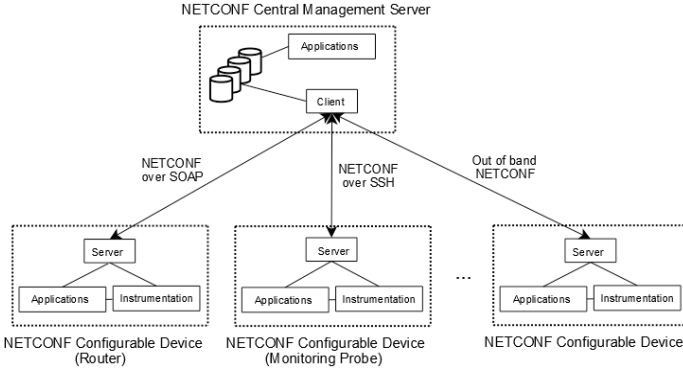 NETCONF Central Management Server
Applications
Client
NETCONF
over SOAP
NETCONF
over SSH
Out of band
NETCONF
Server
Applications
Instrumentation
NETCONF Configurable Device
(Router)
Server
Applications
Instrumentation
NETCONF Configurable Device
(Monitoring Probe)
...
Server
Applications
Instrumentation
NETCONF Configurable Device